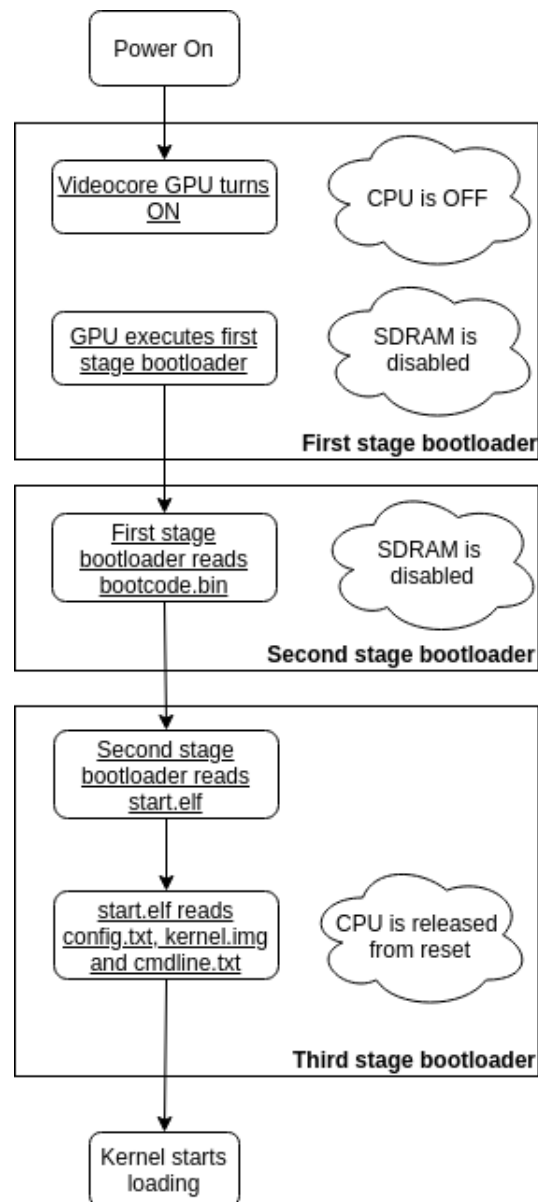 Power On
Videocore GPU turns
ON
CPU is OFF
GPU executes first
stage bootloader
SDRAM is
disabled
First stage bootloader
First stage
bootloader reads
bootcode.bin
SDRAM is
disabled
Second stage bootloader
Second stage
bootloader reads
start.elf
start.elf reads
config.txt, kernel.img
and cmdline.txt
CPU is released
from reset
Third stage bootloader
Kernel starts
loading